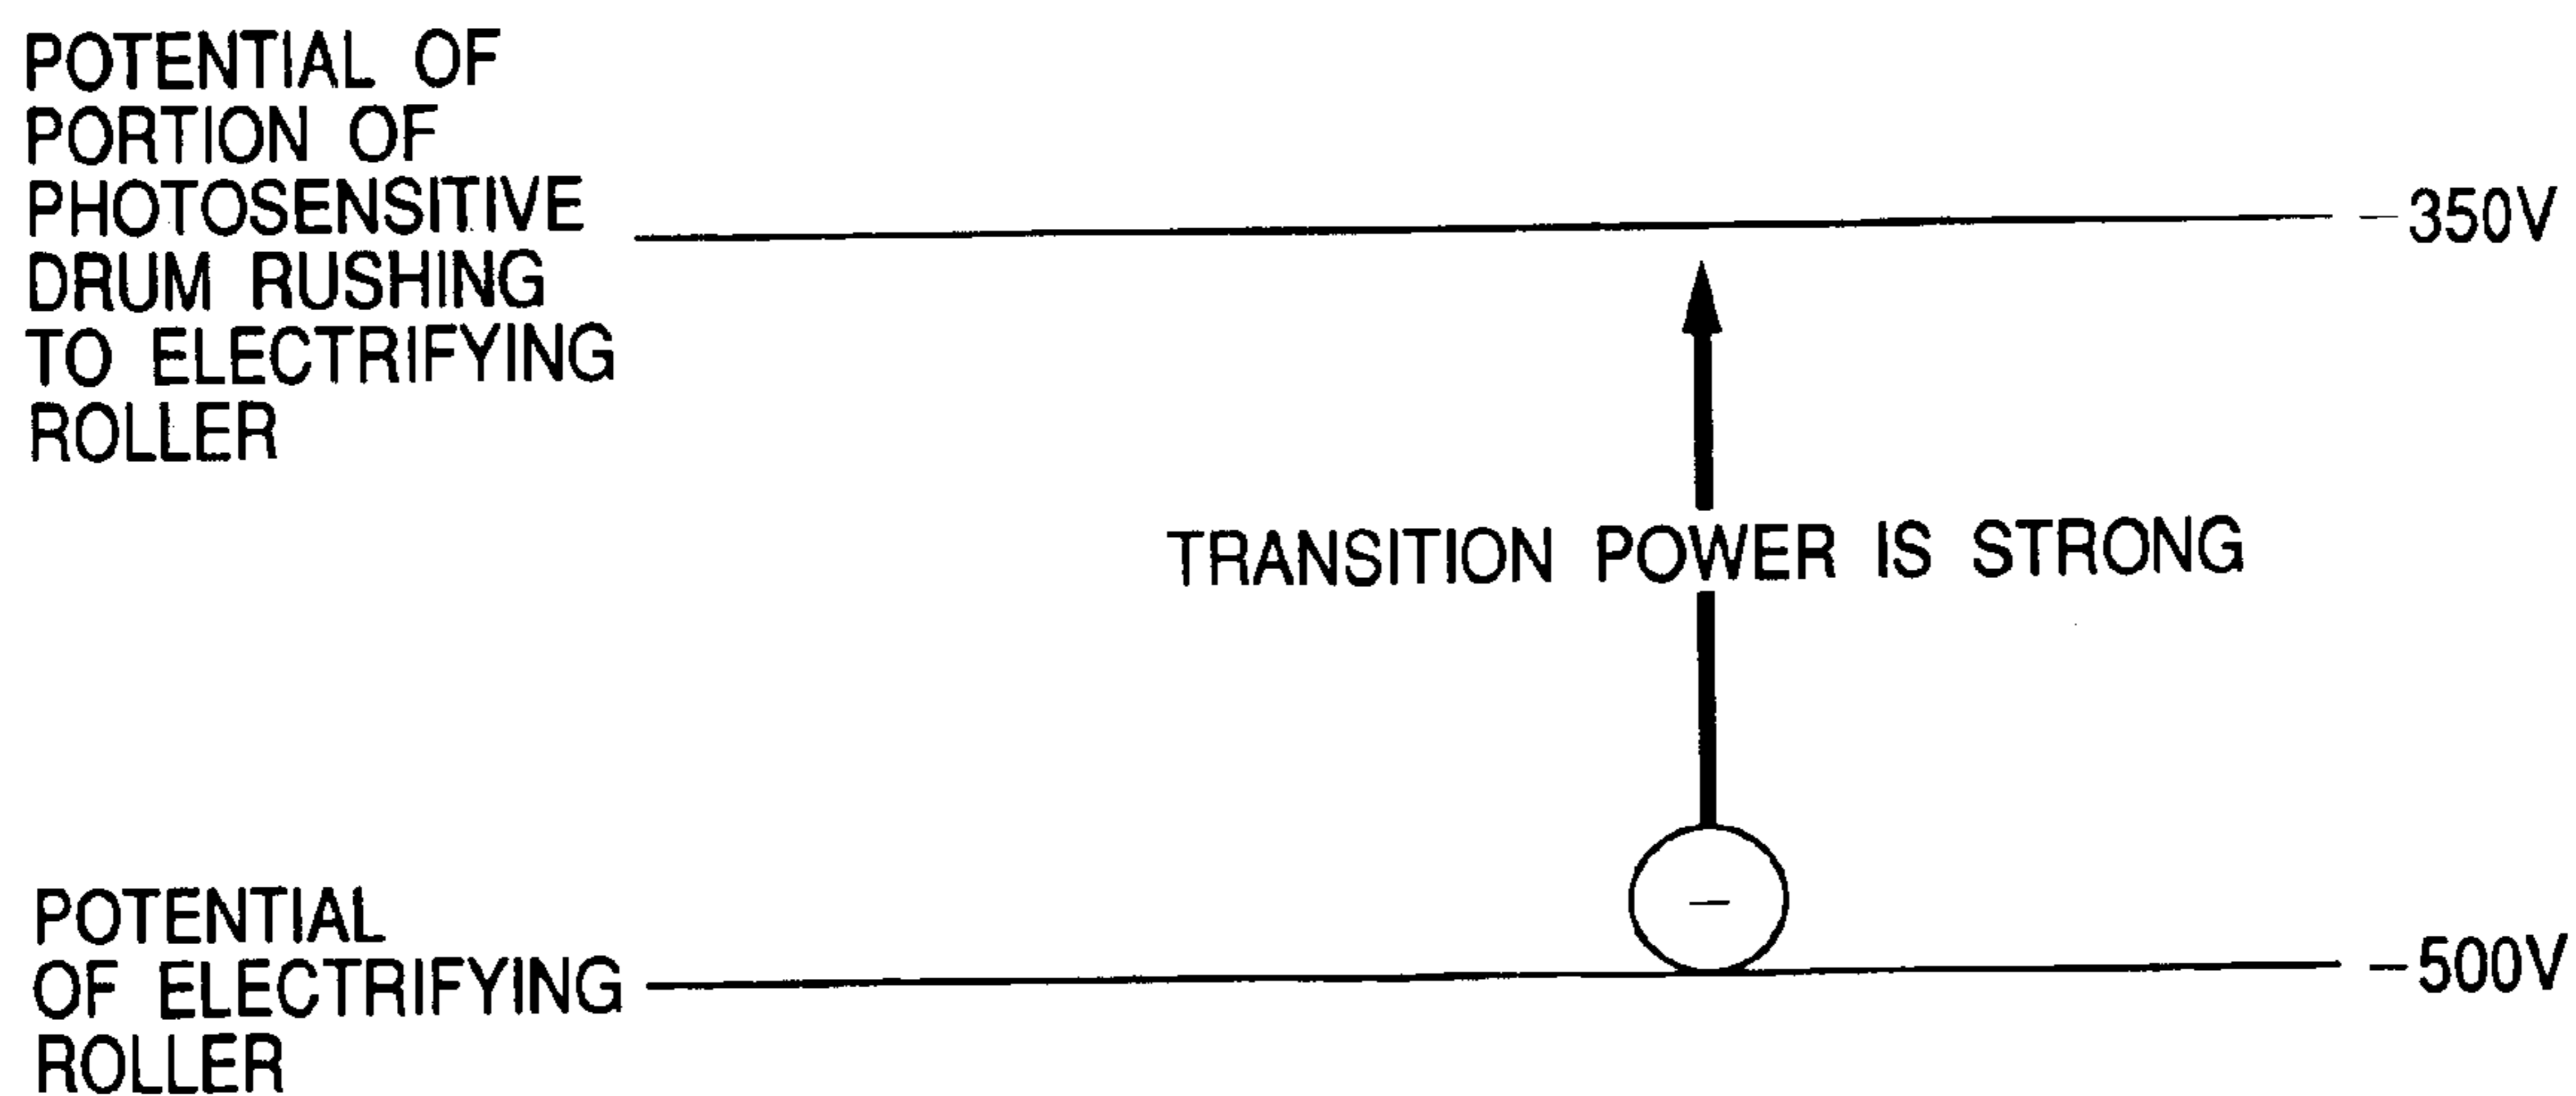 POTENTIAL OF
PORTION OF
PHOTOSENSITIVE
DRUM RUSHING
TO ELECTRIFYING
ROLLER
-350V
TRANSITION POWER IS STRONG
-
POTENTIAL
OF ELECTRIFYING
ROLLER
-500V